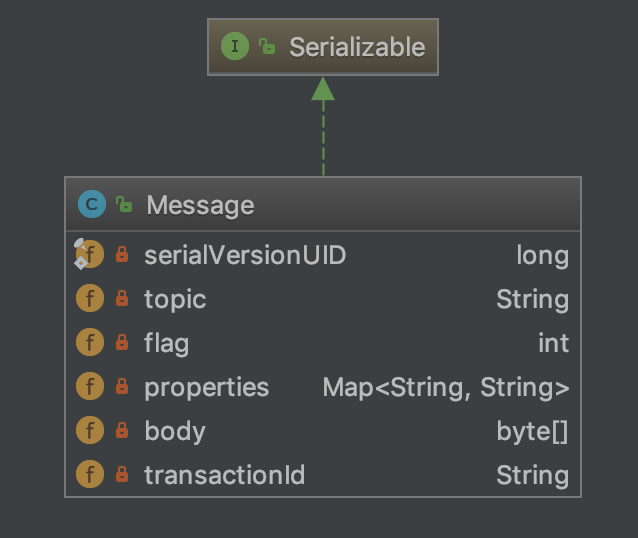 I Serializable
C Message
f serialVersionUID long
f topic String
f flag int
f properties Map<String, String>
f body byte[]
f transactionId String